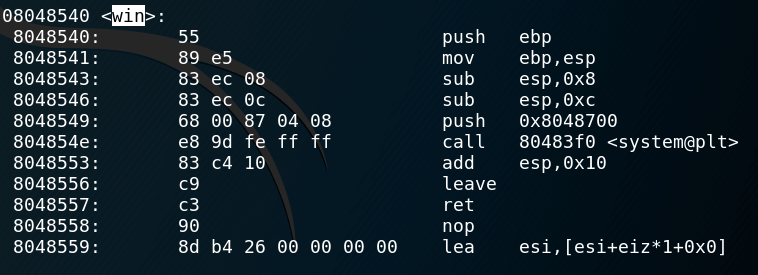 08048540 <win>:
8048540: 55 push ebp
8048541: 89 e5 mov ebp,esp
8048543: 83 ec 08 sub esp,0x8
8048546: 83 ec 0c sub esp,0xc
8048549: 68 00 87 04 08 push 0x8048700
804854e: e8 9d fe ff ff call 80483f0 <system@plt>
8048553: 83 c4 10 add esp,0x10
8048556: c9 leave
8048557: c3 ret
8048558: 90 nop
8048559: 8d b4 26 00 00 00 00 lea esi,[esi+eiz*1+0x0]